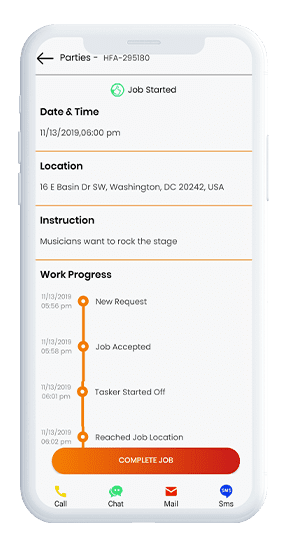 Parties - HFA-295180
Job Started
Date & Time
11/13/2019,06:00 pm
Location
16 E Basin Dr SW, Washington, DC 20242, USA
Instruction
Musicians want to rock the stage
Work Progress
11/13/2019
05:56 pm
New Request
11/13/2019
05:58 pm
Job Accepted
11/13/2019
06:01 pm
Tasker Started Off
11/13/2019
06:02 pm
Reached Job Location
COMPLETE JOB
SMS
Call Chat Mail Sms